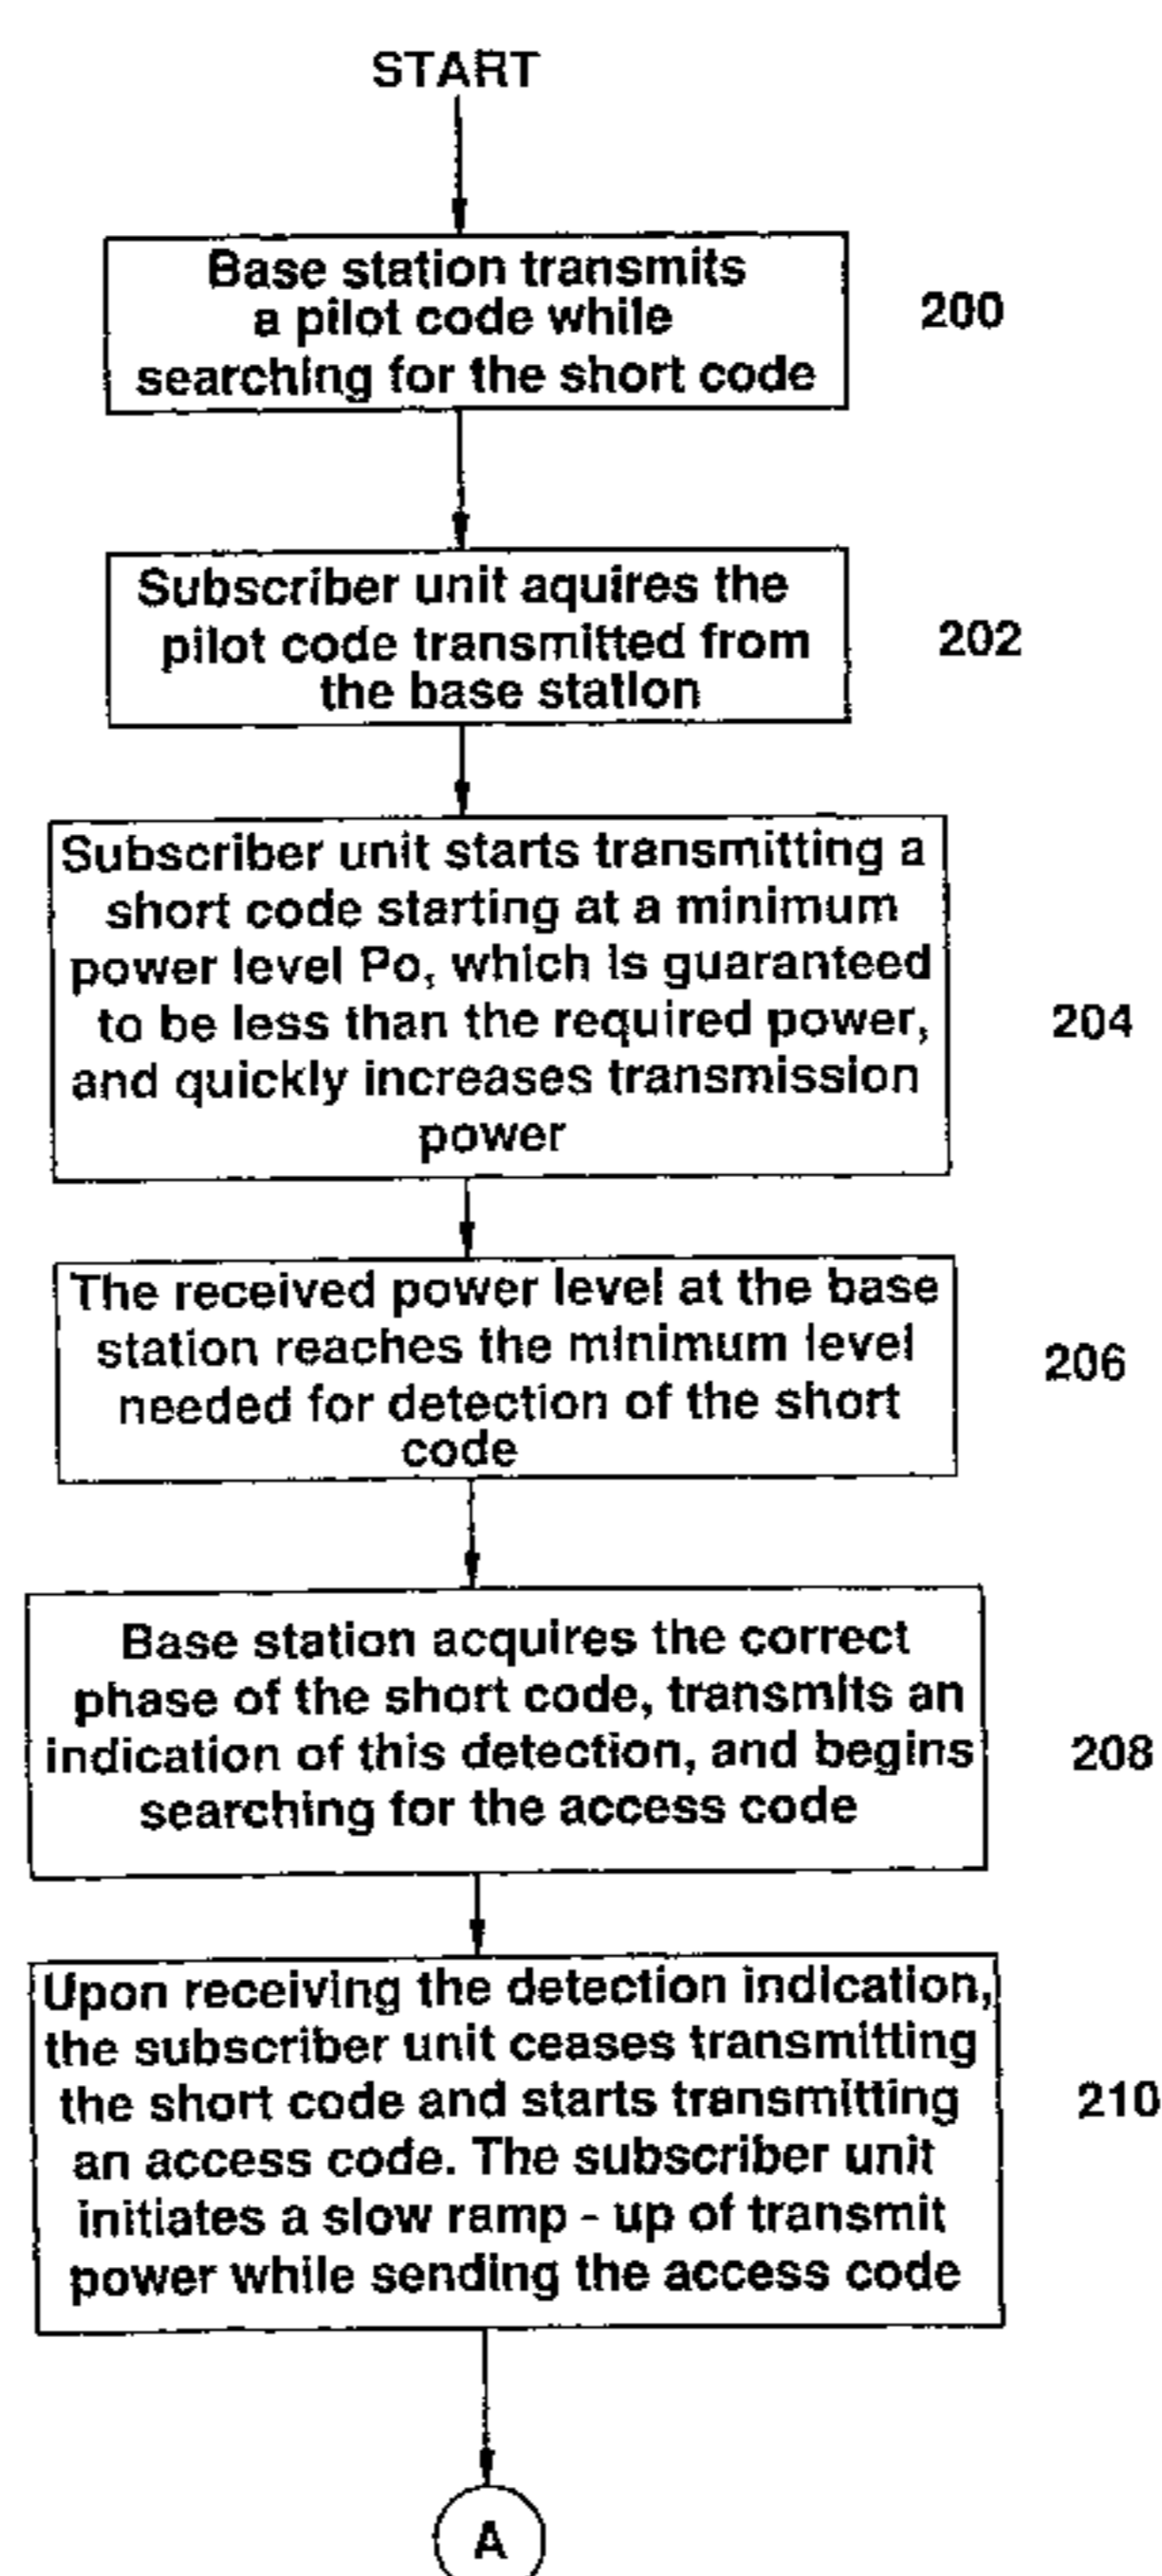 START
Base station transmits
a pilot code while
searching for the short code
200
Subscriber unit aquires the
pilot code transmitted from
the base station
202
Subscriber unit starts transmitting a
short code starting at a minimum
power level Po, which is guaranteed
to be less than the required power,
and quickly increases transmission
power
204
The received power level at the base
station reaches the minimum level
needed for detection of the short
code
206
Base station acquires the correct
phase of the short code, transmits an
indication of this detection, and begins
searching for the access code
208
Upon receiving the detection indication,
the subscriber unit ceases transmitting
the short code and starts transmitting
an access code. The subscriber unit
initiates a slow ramp - up of transmit
power while sending the access code
210
A